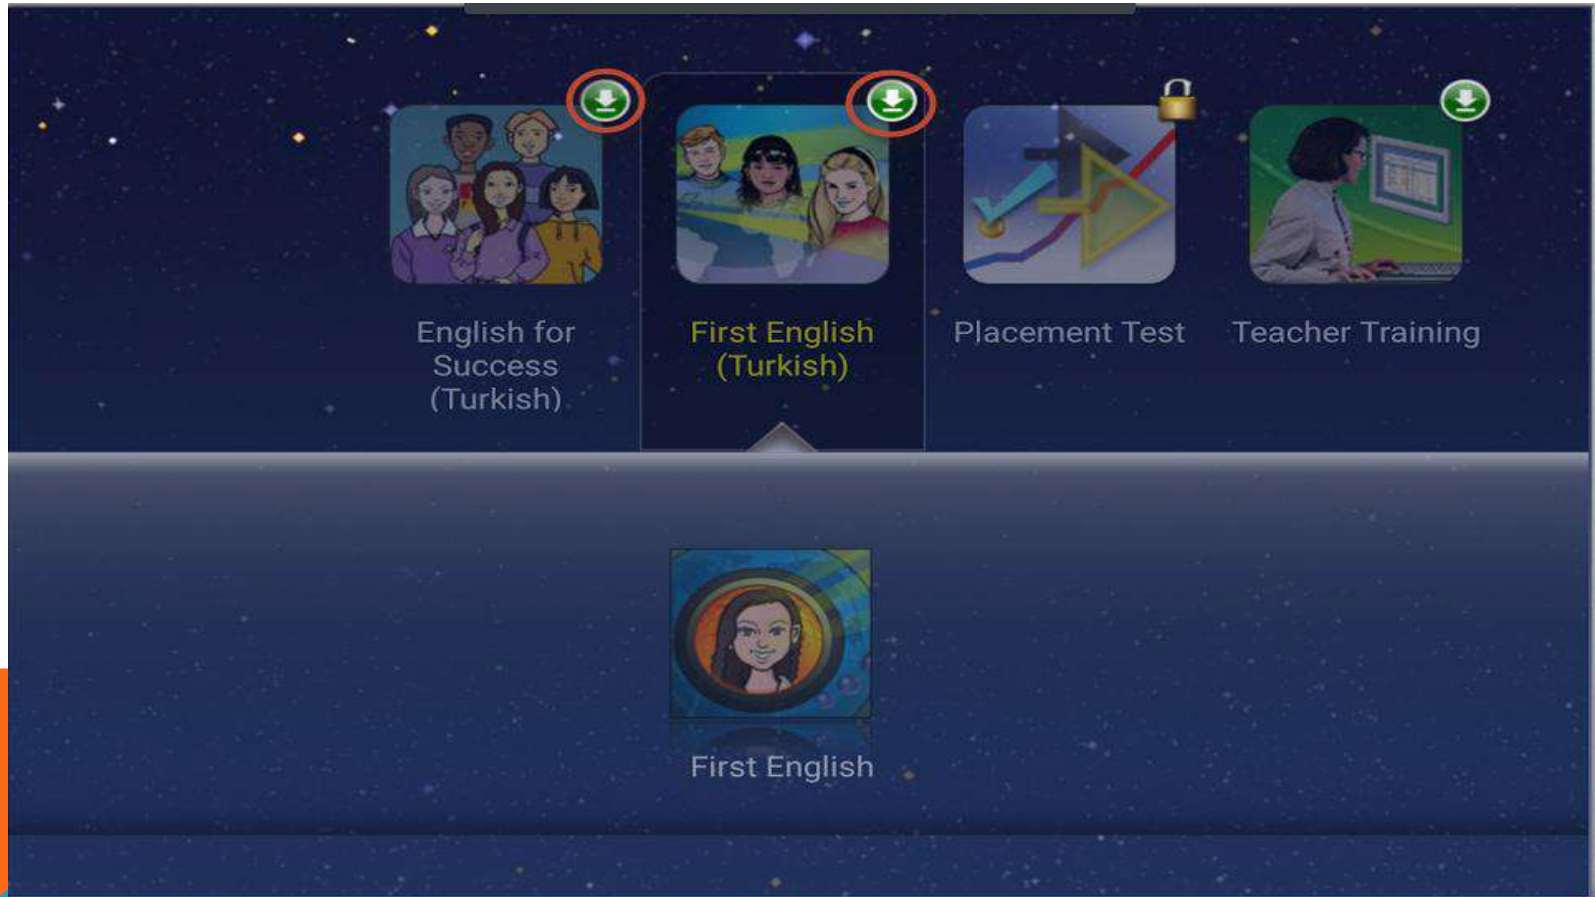 English for
Success
(Turkish)
First English
(Turkish)
Placement Test
Teacher Training
First English